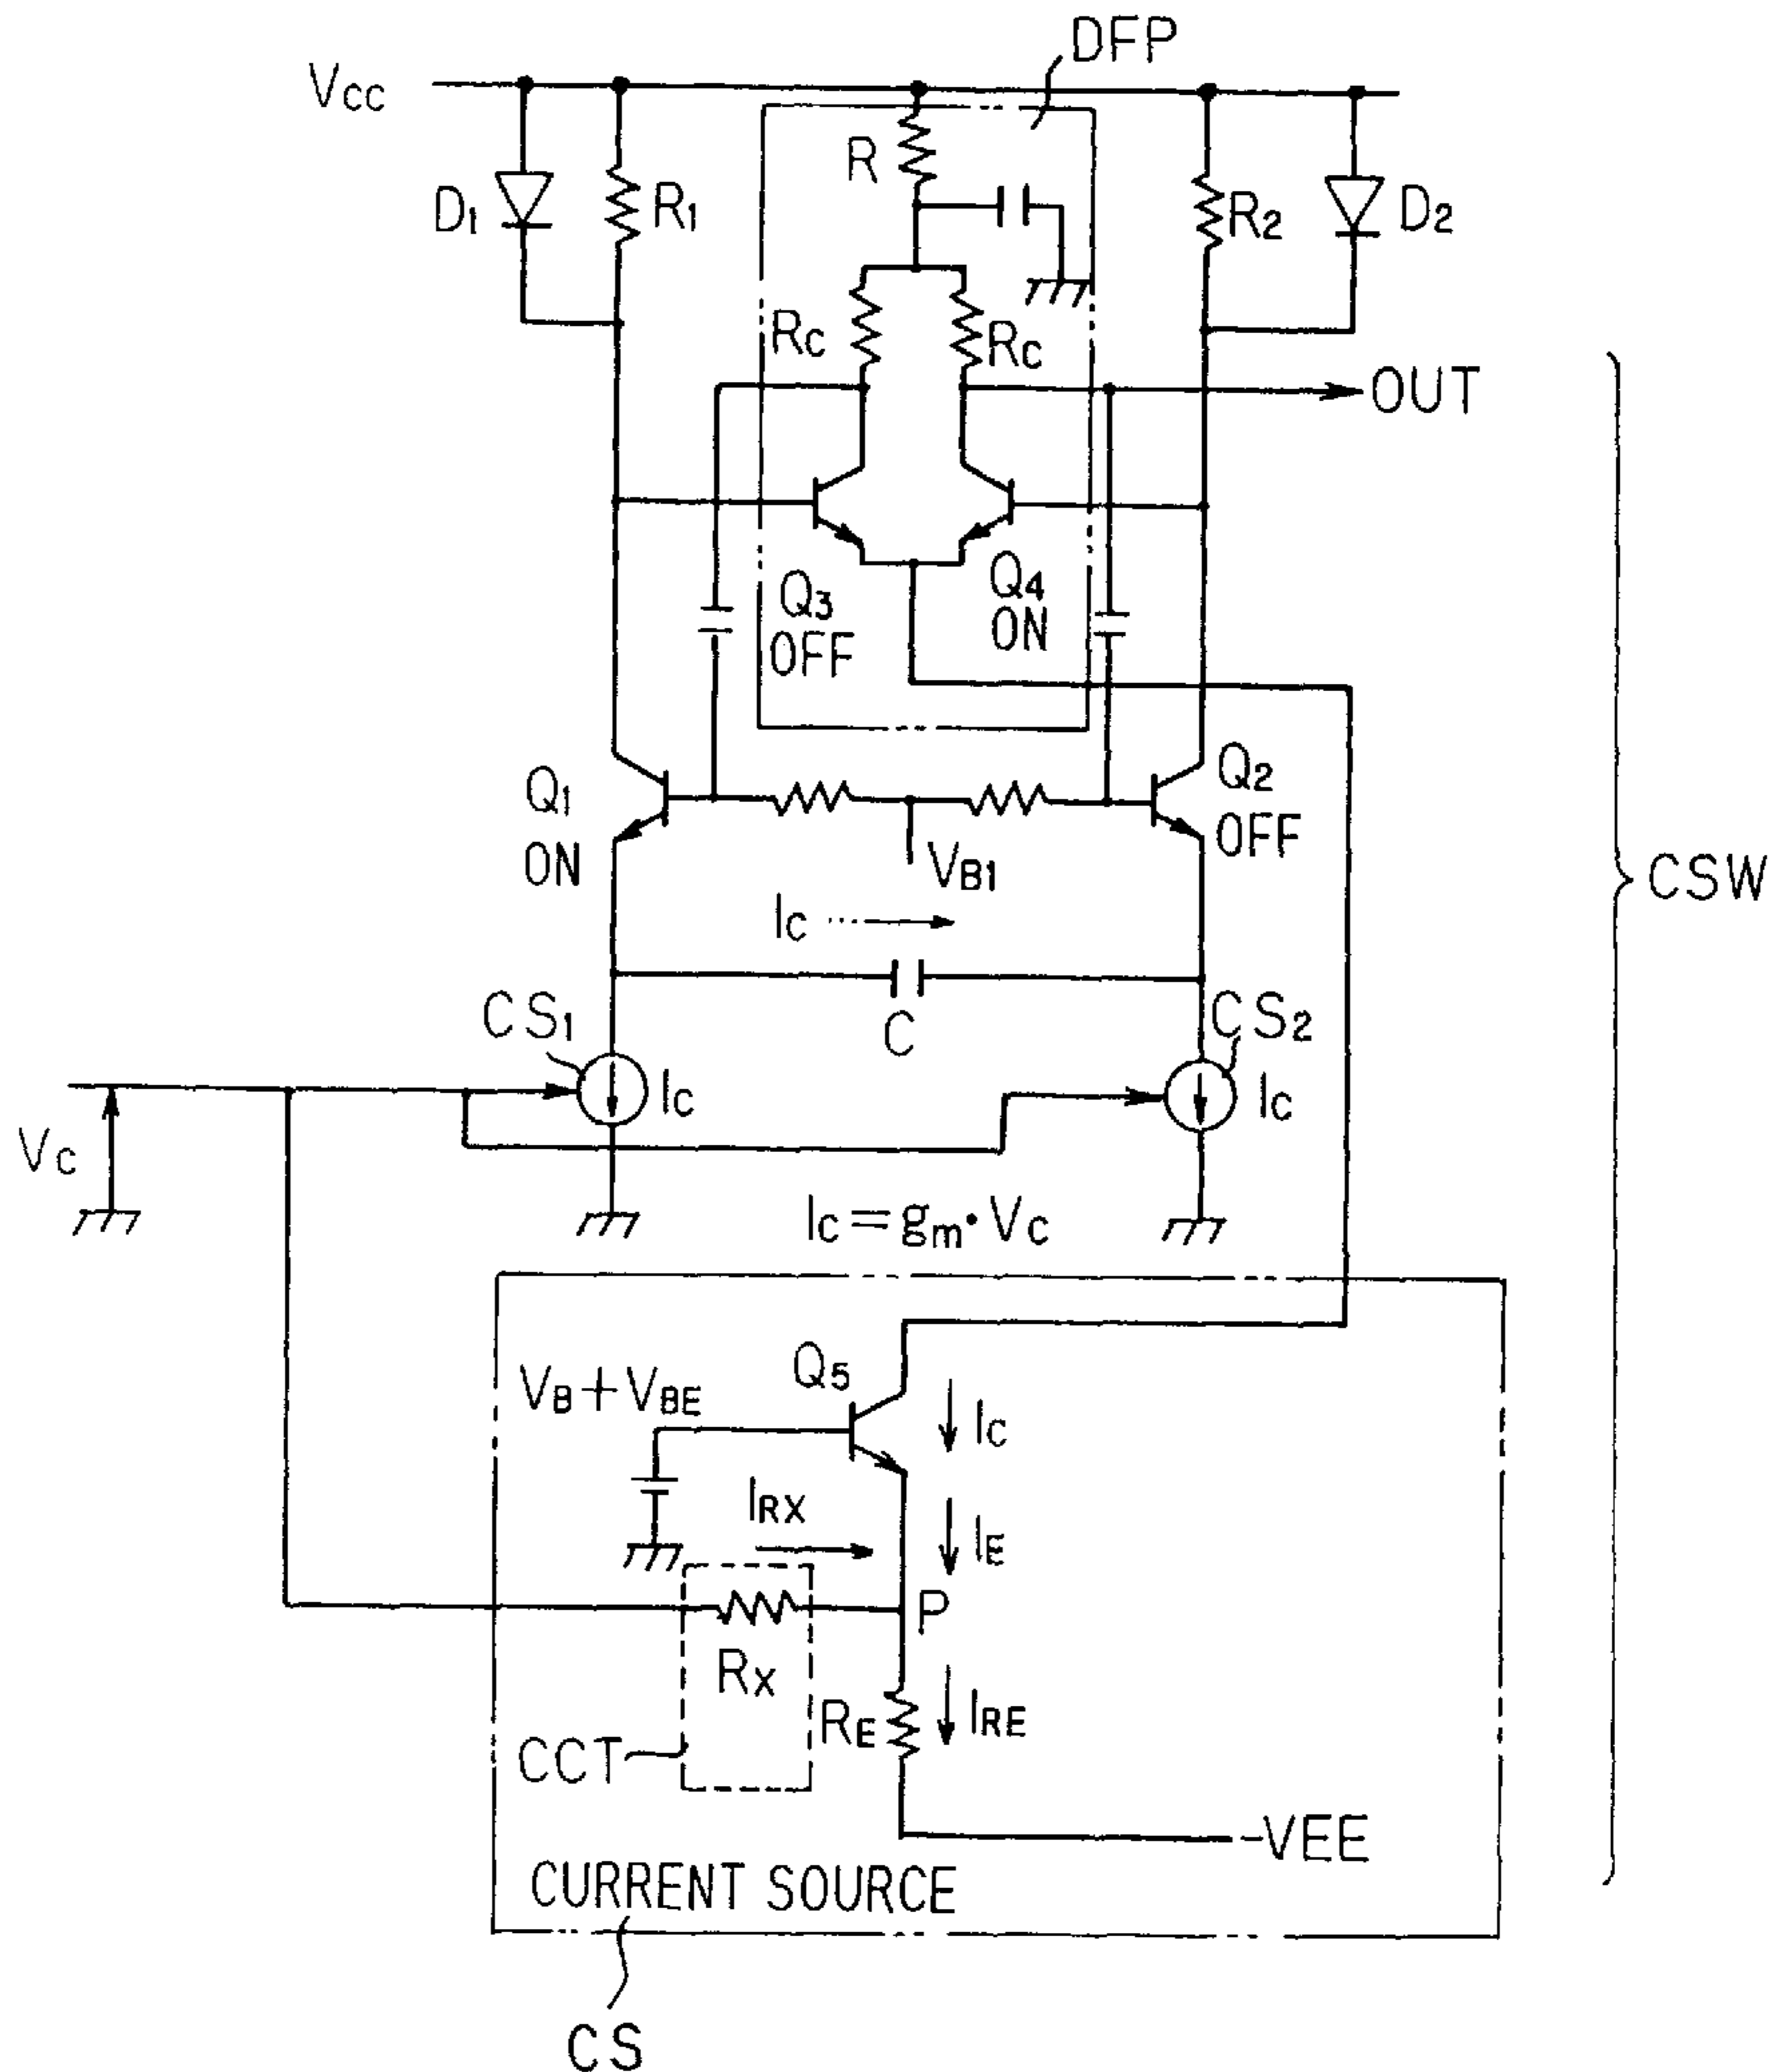 DFP
Vcc
R
D1
R1
R2
D2
Rc
Rc
OUT
Q3
OFF
Q4
ON
Q1
ON
Q2
OFF
VB1
CSW
Ic
CS1
C
CS2
Ic
Ic
Vc
Ic=gm·Vc
Q5
VB+VBE
Ic
IRX
IE
P
RX
RE
IRE
CCT
-VEE
CURRENT SOURCE
CS